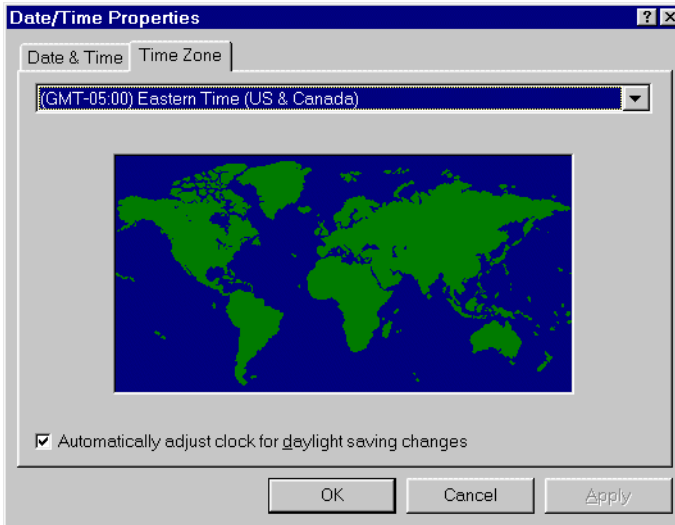 Date/Time Properties
Date & Time
Time Zone
(GMT-05:00) Eastern Time (US & Canada)
Automatically adjust clock for daylight saving changes
OK
Cancel
Apply